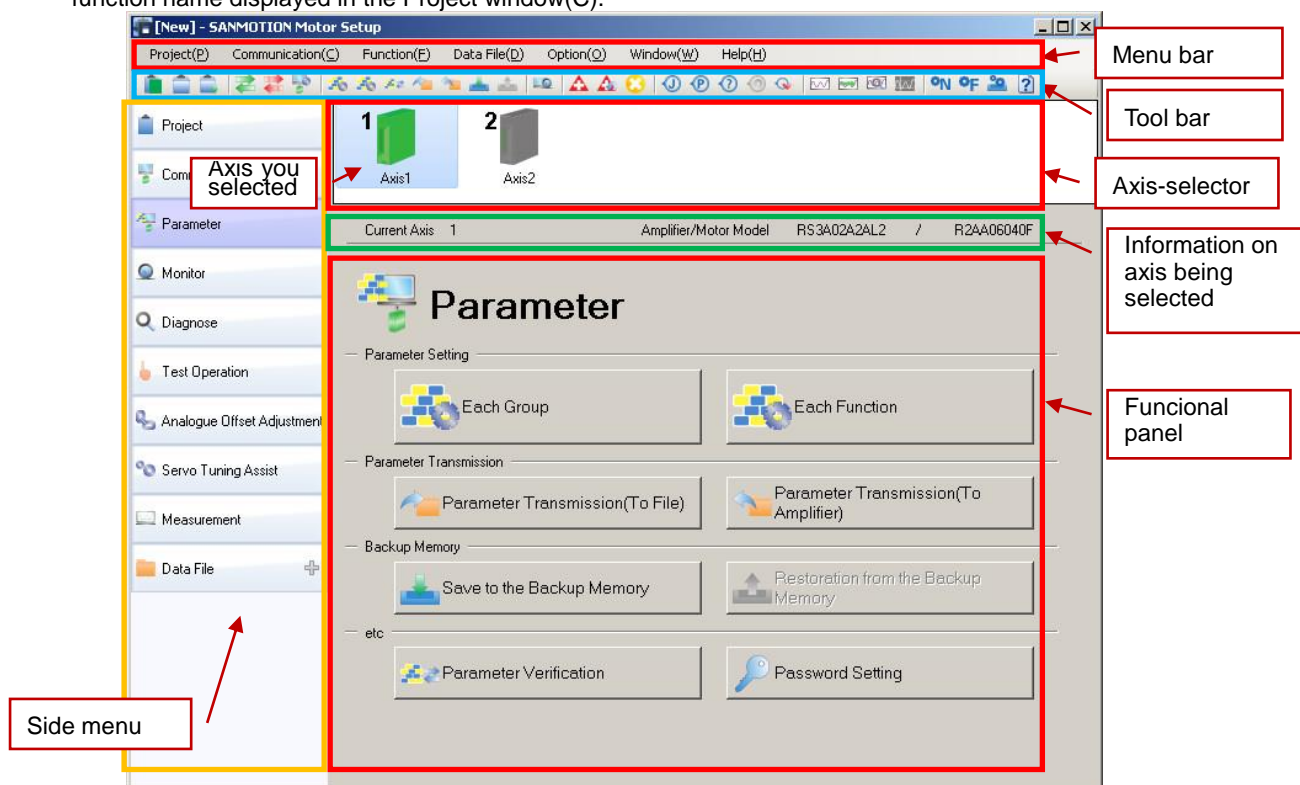 function name displayed in the Project window(C).
[New] - SANMOTION Motor Setup
Project(P) Communication(C) Function(F) Data File(D) Option(O) Window(W) Help(H)
Menu bar
Tool bar
Project
1
2
Axis1
Axis2
Axis you
selected
Axis-selector
Com
Parameter
Current Axis 1 Amplifier/Motor Model RS3A02A2AL2 / R2AA06040F
Information on
axis being
selected
Monitor
Diagnose
Test Operation
Analogue Offset Adjustment
Servo Tuning Assist
Measurement
Data File
Side menu
Parameter
Parameter Setting
Each Group
Each Function
Funcional
panel
Parameter Transmission
Parameter Transmission(To File)
Parameter Transmission(To
Amplifier)
Backup Memory
Save to the Backup Memory
Restoration from the Backup
Memory
etc
Parameter Verification
Password Setting